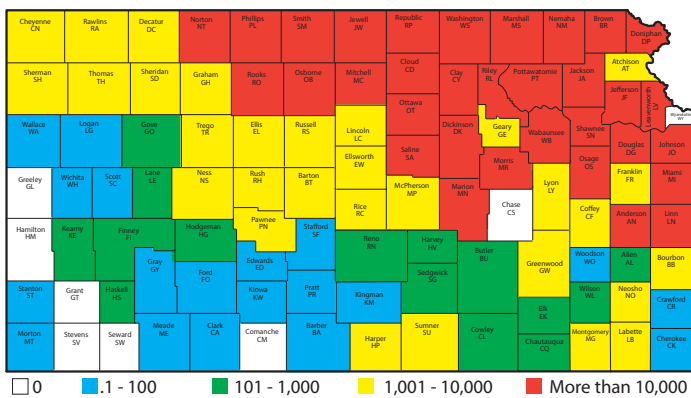 Cheyenne
CN
Rawlins
RA
Decatur
DC
Norton
NT
Phillips
PL
Smith
SM
Jewell
JW
Republic
RP
Washington
WS
Marshall
MS
Nemaha
NM
Brown
BR
Doniphan
DP
Sherman
SH
Thomas
TH
Sheridan
SD
Graham
GH
Rooks
RO
Osborne
OB
Mitchell
MC
Cloud
CD
Clay
CY
Riley
RL
Pottawatomie
PT
Jackson
JA
Atchison
AT
Jefferson
JF
Leavenworth
LV
Wyandotte
WY
Wallace
WA
Logan
LG
Gove
GO
Trego
TR
Ellis
EL
Russell
RS
Lincoln
LC
Ottawa
OT
Dickinson
DK
Geary
GE
Wabaunsee
WB
Shawnee
SN
Douglas
DG
Johnson
JO
Greeley
GL
Wichita
WH
Scott
SC
Lane
LE
Ness
NS
Rush
RH
Barton
BT
Ellsworth
EW
Saline
SA
Morris
MR
Osage
OS
Franklin
FR
Miami
MI
Hamilton
HM
Kearny
KE
Finney
FI
Hodgeman
HG
Pawnee
PN
Stafford
SF
Rice
RC
McPherson
MP
Marion
MN
Chase
CS
Lyon
LY
Coffey
CF
Anderson
AN
Linn
LN
Stanton
ST
Grant
GT
Haskell
HS
Gray
GY
Ford
FO
Edwards
ED
Kiowa
KW
Pratt
PR
Reno
RN
Kingman
KM
Harvey
HV
Sedgwick
SG
Butler
BU
Greenwood
GW
Woodson
WO
Allen
AL
Bourbon
BB
Morton
MT
Stevens
SV
Seward
SW
Meade
ME
Clark
CA
Comanche
CM
Barber
BA
Harper
HP
Sumner
SU
Cowley
CL
Elk
EK
Chautauqua
CQ
Wilson
WL
Montgomery
MG
Neosho
NO
Labette
LB
Crawford
CR
Cherokee
CK
0 .1 - 100 101 - 1,000 1,001 - 10,000 More than 10,000